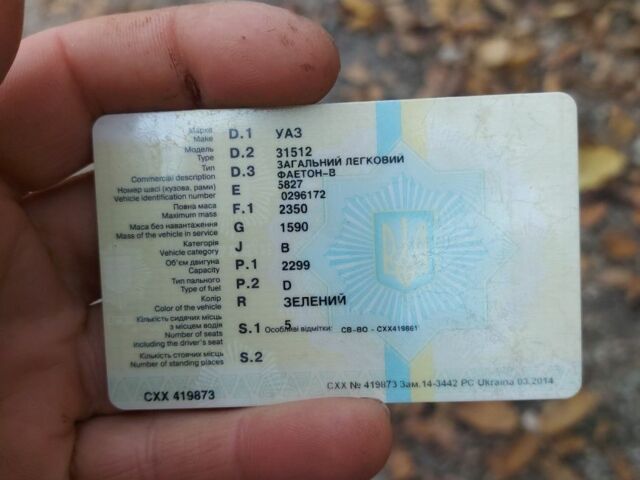 Марка D.1 УАЗ
Make
Модель D.2 31512
Type
Тип D.3 ЗАГАЛЬНИЙ ЛЕГКОВИЙ
Commercial description ФАЕТОН-В
Номер шасі (кузова, рами) E 5827
Vehicle identification number 0296172
Повна маса F.1 2350
Maximum mass
Маса без навантаження G 1590
Mass of the vehicle in service
Категорія J B
Vehicle category
Об'єм двигуна P.1 2299
Capacity
Тип пального P.2 D
Type of fuel
Колір R ЗЕЛЕНИЙ
Color of the vehicle
Кількість сидячих місць
з місцем водія S.1 5 Особливі відмітки: СВ-ВО - СХХ419861
Number of seats
including the driver's seat
Кількість стоячих місць S.2
Number of standing places
СХХ 419873
СХХ № 419873 Зам.14-3442 РС Ukraina 03.2014